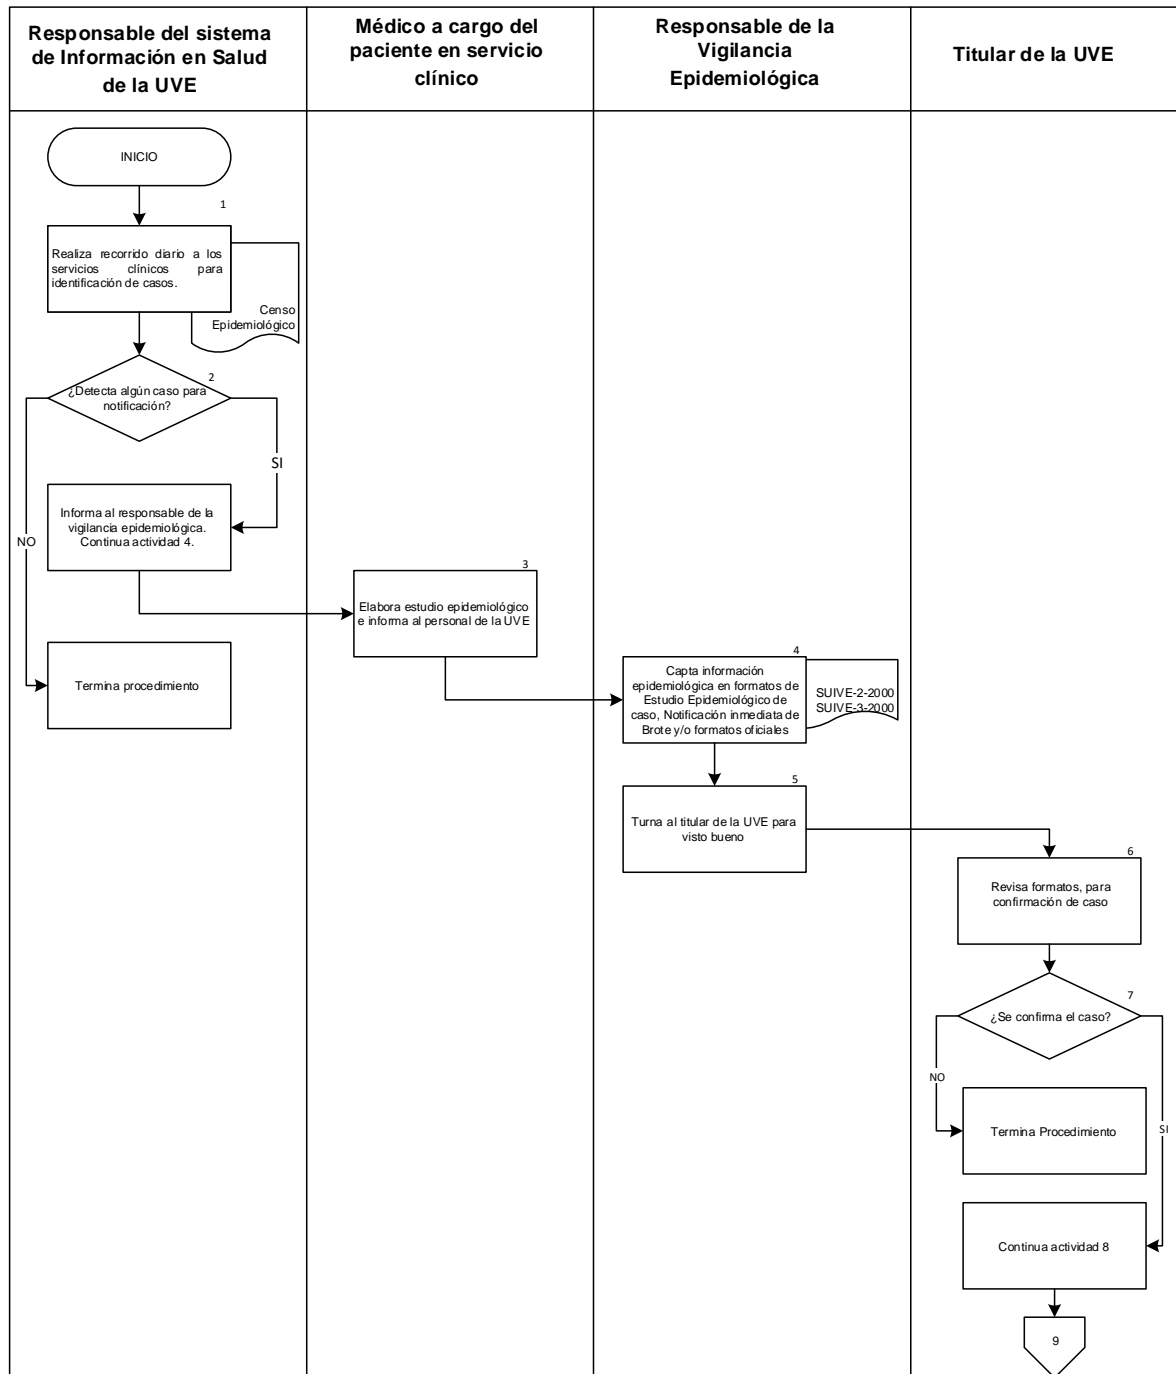 Responsable del sistema
de Información en Salud
de la UVE
Médico a cargo del
paciente en servicio
clínico
Responsable de la
Vigilancia
Epidemiológica
Titular de la UVE
INICIO
1
Realiza recorrido diario a los
servicios clínicos para
identificación de casos.
Censo
Epidemiológico
2
¿Detecta algún caso para
notificación?
SI
NO
Informa al responsable de la
vigilancia epidemiológica.
Continua actividad 4.
Termina procedimiento
3
Elabora estudio epidemiológico
e informa al personal de la UVE
4
Capta información
epidemiológica en formatos de
Estudio Epidemiológico de
caso, Notificación inmediata de
Brote y/o formatos oficiales
SUIVE-2-2000
SUIVE-3-2000
5
Turna al titular de la UVE para
visto bueno
6
Revisa formatos, para
confirmación de caso
7
¿Se confirma el caso?
NO
SI
Termina Procedimiento
Continua actividad 8
9